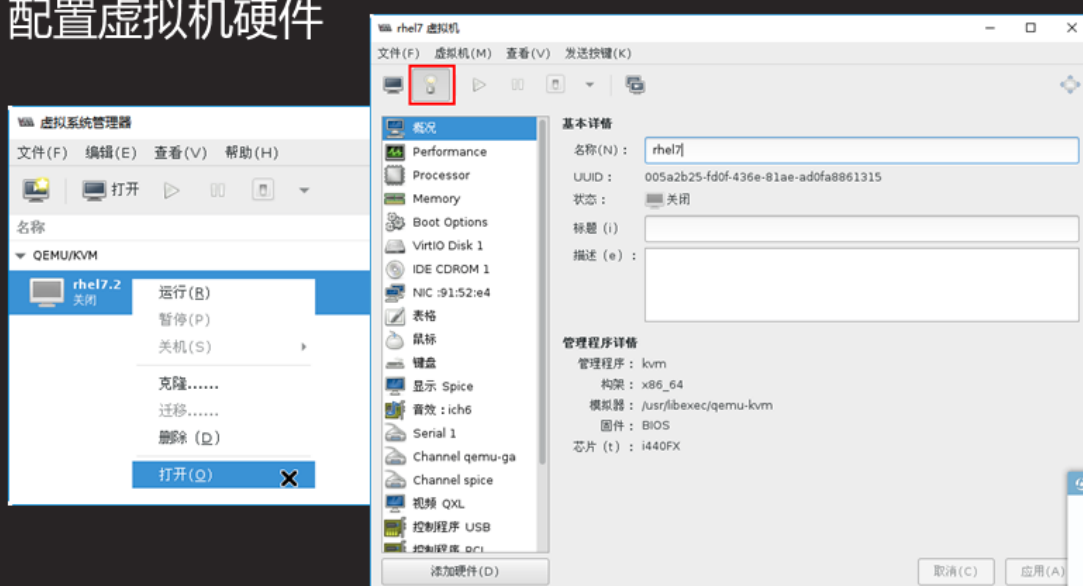 配置虚拟机硬件
虚拟系统管理器
文件(F) 编辑(E) 查看(V) 帮助(H)
打开
名称
QEMU/KVM
rhel7.2
关闭
运行(R)
暂停(P)
关机(S)
克隆......
迁移......
删除 (D)
打开(O)
rhel7 虚拟机
文件(F) 虚拟机(M) 查看(V) 发送按键(K)
概况
Performance
Processor
Memory
Boot Options
VirtIO Disk 1
IDE CDROM 1
NIC :91:52:e4
表格
鼠标
键盘
显示 Spice
音效：ich6
Serial 1
Channel qemu-ga
Channel spice
视频 QXL
控制程序 USB
控制程序 PCI
添加硬件(D)
基本详情
名称(N)： rhel7
UUID： 005a2b25-fd0f-436e-81ae-ad0fa8861315
状态： 关闭
标题 (i)
描述 (e) ：
管理程序详情
管理程序： kvm
构架： x86_64
模拟器： /usr/libexec/qemu-kvm
固件： BIOS
芯片 (t) ： i440FX
取消(C) 应用(A)